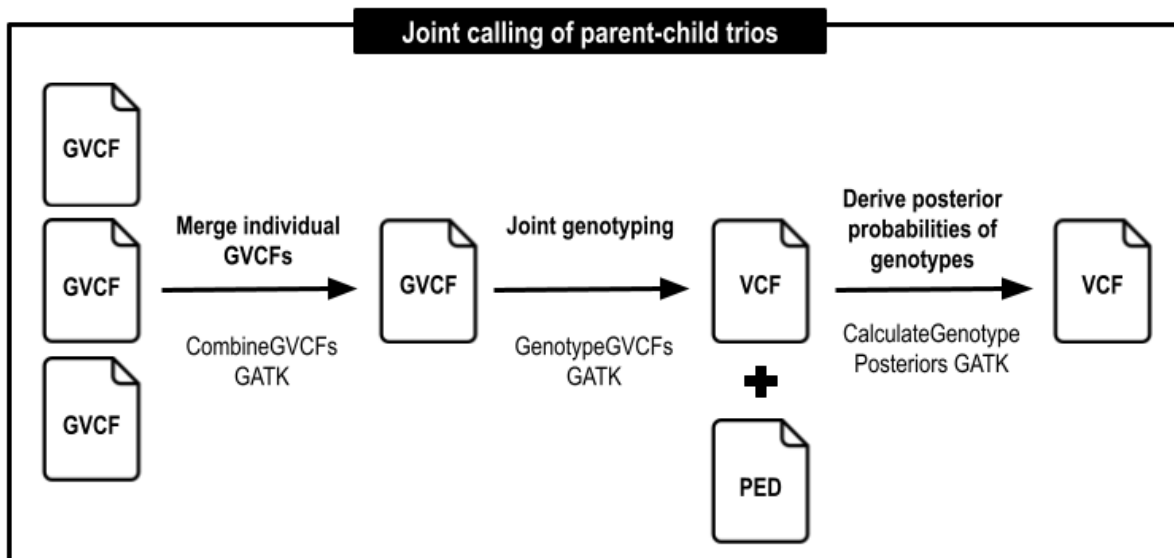 Joint calling of parent-child trios
GVCF
GVCF
GVCF
Merge individual
GVCFs
CombineGVCFs
GATK
GVCF
Joint genotyping
GenotypeGVCFs
GATK
VCF
PED
Derive posterior
probabilities of
genotypes
CalculateGenotype
Posteriors GATK
VCF